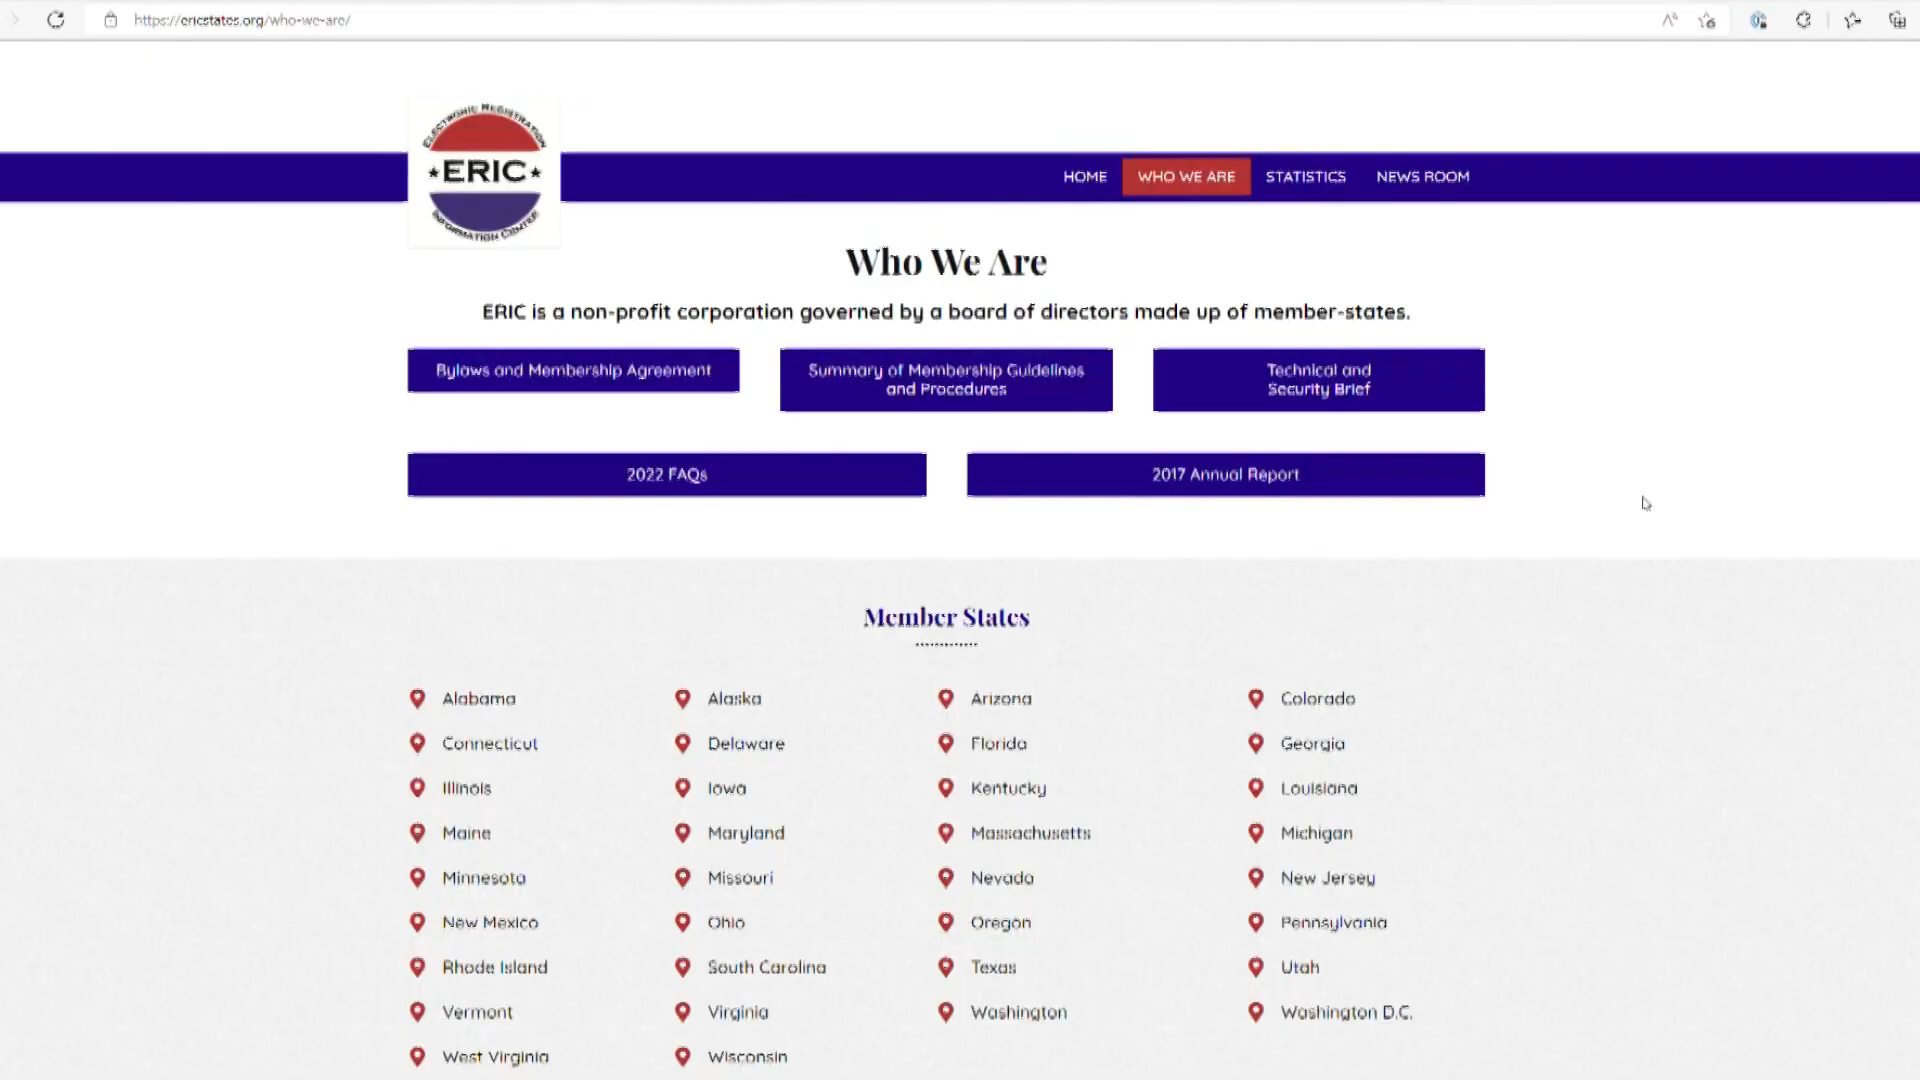 https://ericstates.org/who-we-are/
ELECTRONIC REGISTRATION
ERIC
INFORMATION CENTER
HOME WHO WE ARE STATISTICS NEWS ROOM
Who We Are
ERIC is a non-profit corporation governed by a board of directors made up of member-states.
Bylaws and Membership Agreement
Summary of Membership Guidelines
and Procedures
Technical and
Security Brief
2022 FAQs
2017 Annual Report
Member States
Alabama Alaska Arizona Colorado
Connecticut Delaware Florida Georgia
Illinois Iowa Kentucky Louisiana
Maine Maryland Massachusetts Michigan
Minnesota Missouri Nevada New Jersey
New Mexico Ohio Oregon Pennsylvania
Rhode Island South Carolina Texas Utah
Vermont Virginia Washington Washington D.C.
West Virginia Wisconsin